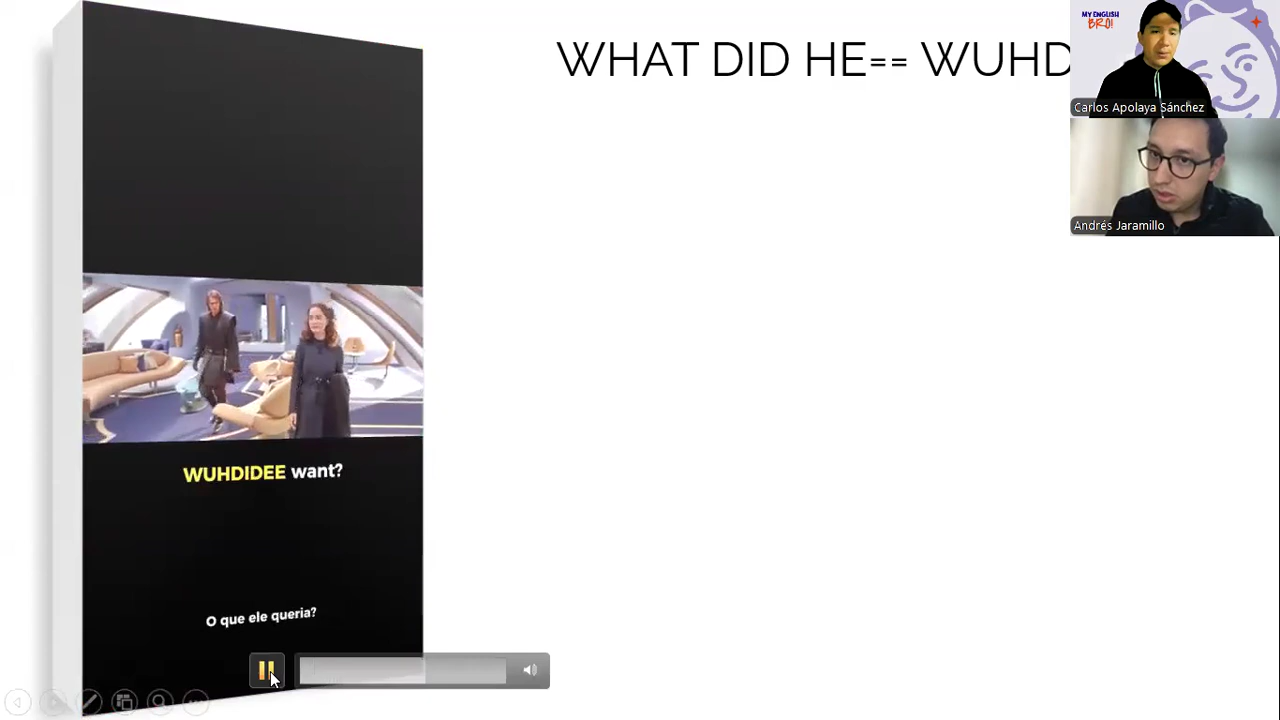 WHAT DID HE== WUHD
MY ENGLISH
BRO!
Carlos Apolaya Sánchez
Andrés Jaramillo
WUHDIDEE want?
O que ele queria?